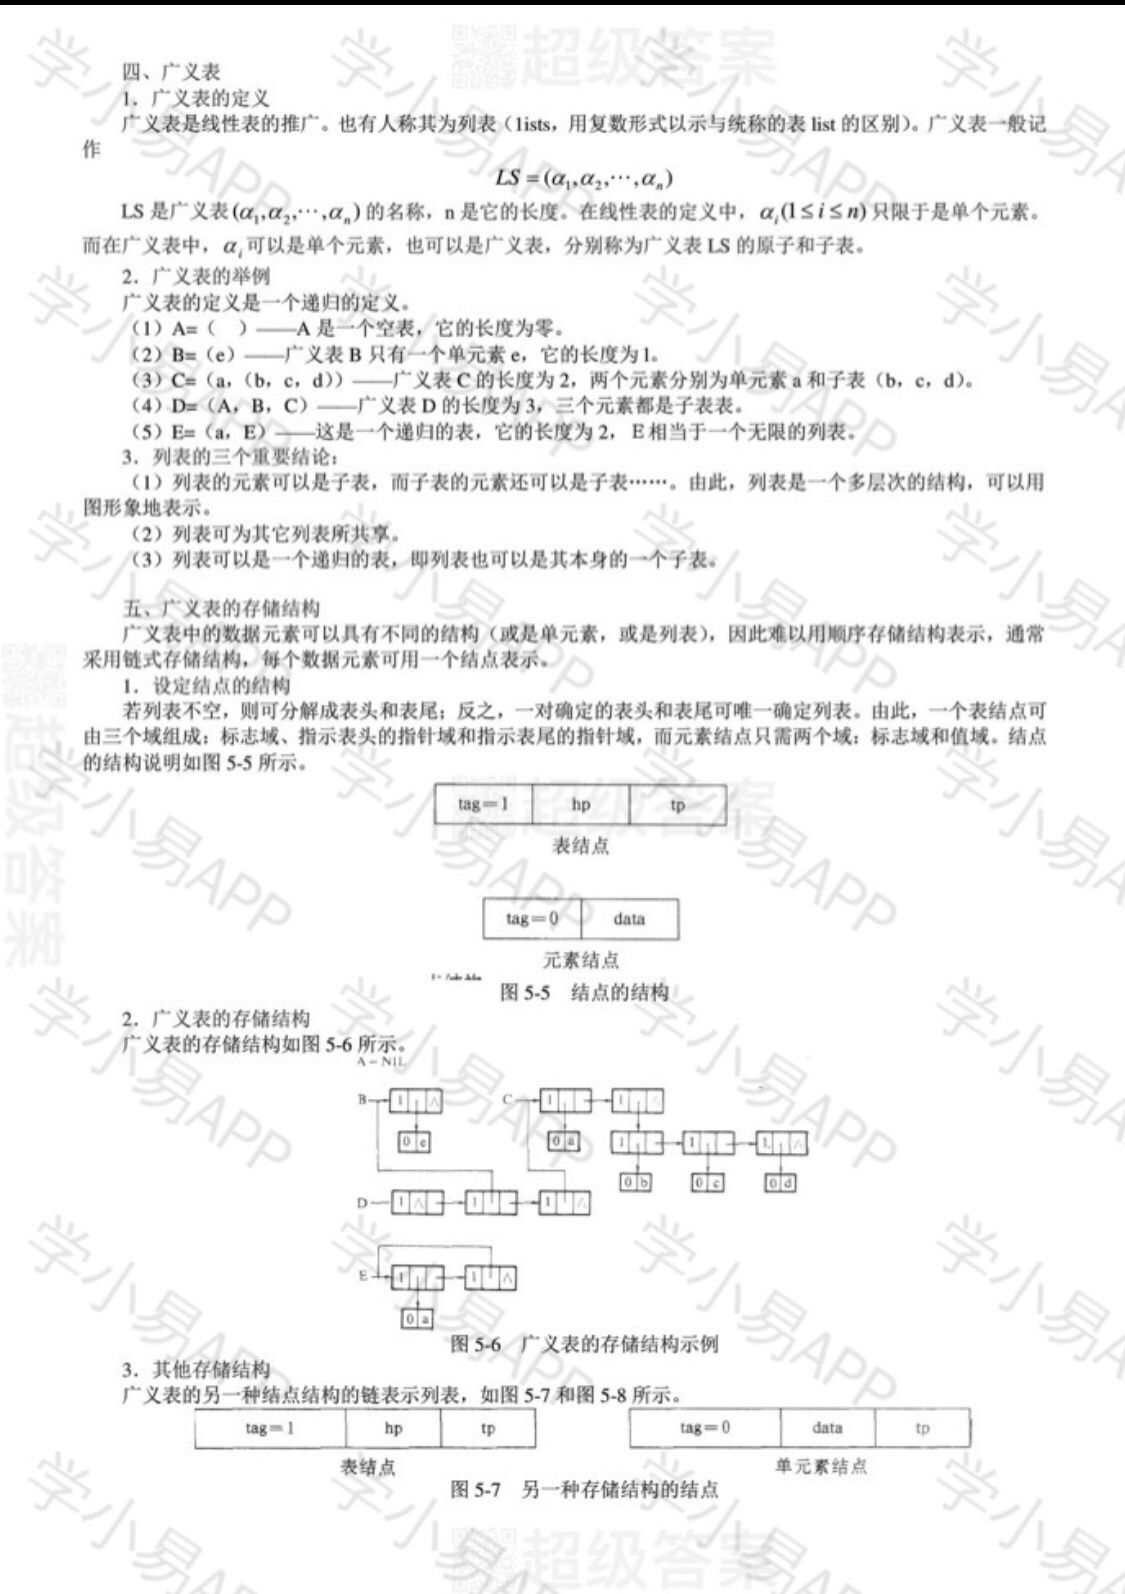 四、广义表
1．广义表的定义
广义表是线性表的推广。也有人称其为列表（lists，用复数形式以示与统称的表 list 的区别）。广义表一般记
作
LS = (α₁,α₂,⋯,αₙ)
LS 是广义表(α₁,α₂,⋯,αₙ)的名称，n 是它的长度。在线性表的定义中，αᵢ(1≤i≤n)只限于是单个元素。
而在广义表中，αᵢ可以是单个元素，也可以是广义表，分别称为广义表 LS 的原子和子表。
2．广义表的举例
广义表的定义是一个递归的定义。
（1）A=（ ）——A 是一个空表，它的长度为零。
（2）B=（e）——广义表 B 只有一个单元素 e，它的长度为1。
（3）C=（a，（b，c，d））——广义表 C 的长度为 2，两个元素分别为单元素 a 和子表（b，c，d）。
（4）D=（A，B，C）——广义表 D 的长度为 3，三个元素都是子表表。
（5）E=（a，E）——这是一个递归的表，它的长度为 2，E相当于一个无限的列表。
3．列表的三个重要结论：
（1）列表的元素可以是子表，而子表的元素还可以是子表……。由此，列表是一个多层次的结构，可以用
图形象地表示。
（2）列表可为其它列表所共享。
（3）列表可以是一个递归的表，即列表也可以是其本身的一个子表。
五、广义表的存储结构
广义表中的数据元素可以具有不同的结构（或是单元素，或是列表），因此难以用顺序存储结构表示，通常
采用链式存储结构，每个数据元素可用一个结点表示。
1．设定结点的结构
若列表不空，则可分解成表头和表尾；反之，一对确定的表头和表尾可唯一确定列表。由此，一个表结点可
由三个域组成：标志域、指示表头的指针域和指示表尾的指针域，而元素结点只需两个域：标志域和值域。结点
的结构说明如图 5-5 所示。
tag=1 hp tp
表结点
tag=0 data
元素结点
图 5-5 结点的结构
2．广义表的存储结构
广义表的存储结构如图 5-6 所示。
A=NIL
B 1 ∧ C 1 1 ∧
0 e 0 a 1 1 1 ∧
0 b 0 c 0 d
D 1 ∧ 1 1 ∧
E 1 1 ∧
0 a
图 5-6 广义表的存储结构示例
3．其他存储结构
广义表的另一种结点结构的链表示列表，如图 5-7 和图 5-8 所示。
tag=1 hp tp tag=0 data tp
表结点 单元素结点
图 5-7 另一种存储结构的结点
学小易APP
超级答案